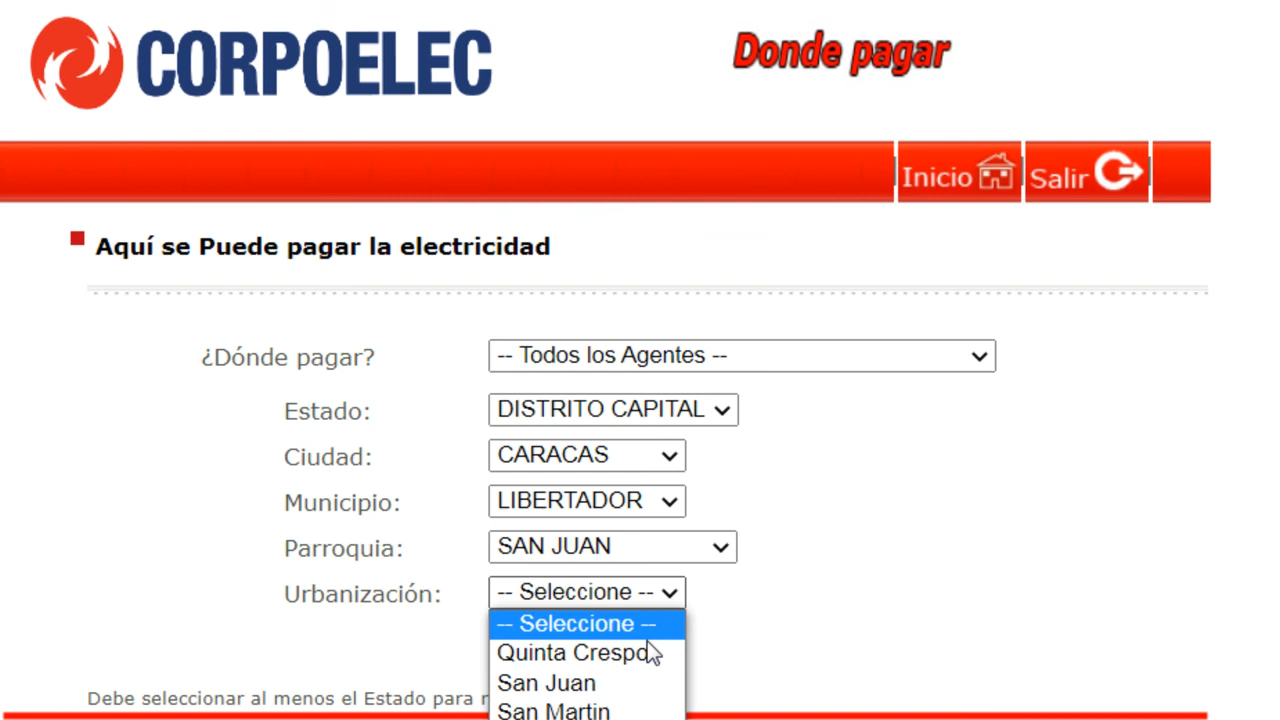 CORPOELEC
Donde pagar
Inicio
Salir
Aquí se Puede pagar la electricidad
¿Dónde pagar? -- Todos los Agentes --
Estado: DISTRITO CAPITAL
Ciudad: CARACAS
Municipio: LIBERTADOR
Parroquia: SAN JUAN
Urbanización: -- Seleccione --
-- Seleccione --
Quinta Crespo
San Juan
Debe seleccionar al menos el Estado para
San Martin